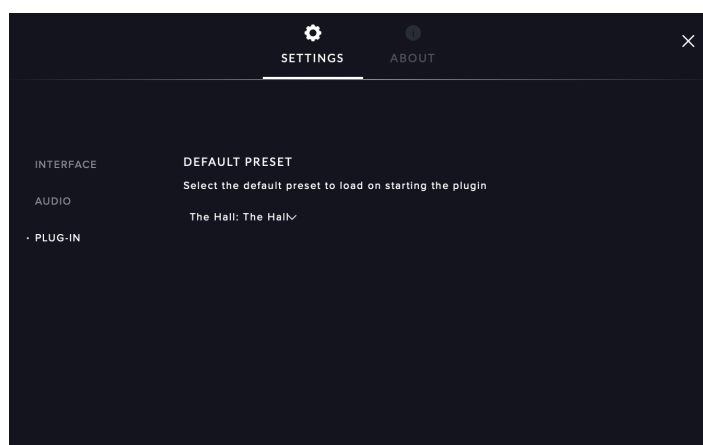 SETTINGS
ABOUT
INTERFACE
AUDIO
PLUG-IN
DEFAULT PRESET
Select the default preset to load on starting the plugin
The Hall: The Hall